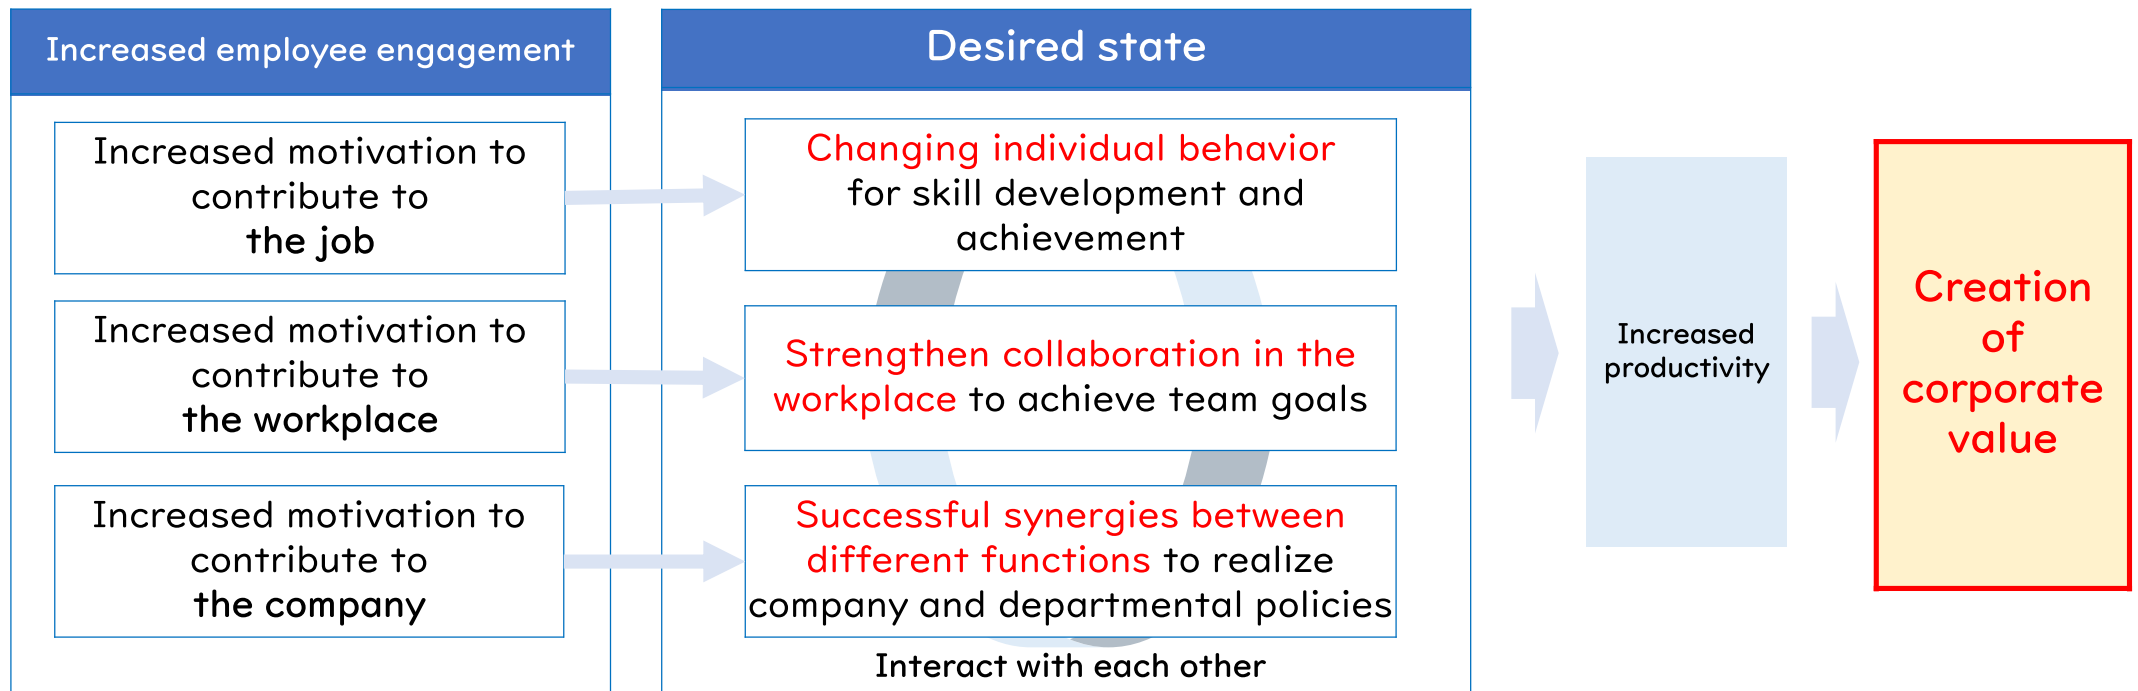 Increased employee engagement
Increased motivation to
contribute to
the job
Increased motivation to
contribute to
the workplace
Increased motivation to
contribute to
the company
Desired state
Changing individual behavior
for skill development and
achievement
Strengthen collaboration in the
workplace to achieve team goals
Successful synergies between
different functions to realize
company and departmental policies
Interact with each other
Increased
productivity
Creation
of
corporate
value